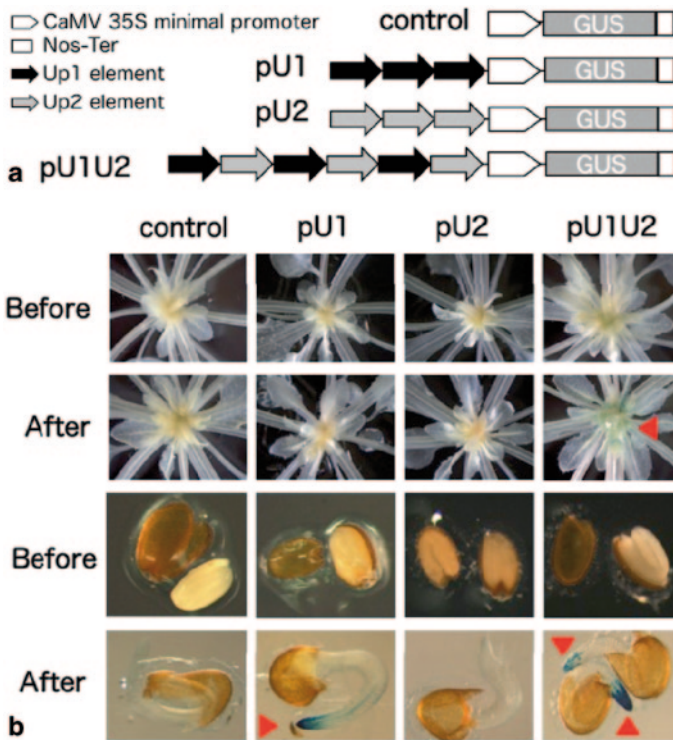 CaMV 35S minimal promoter
Nos-Ter
Up1 element
Up2 element
control GUS
pU1 GUS
pU2 GUS
a pU1U2 GUS
control pU1 pU2 pU1U2
Before
After
Before
After
b